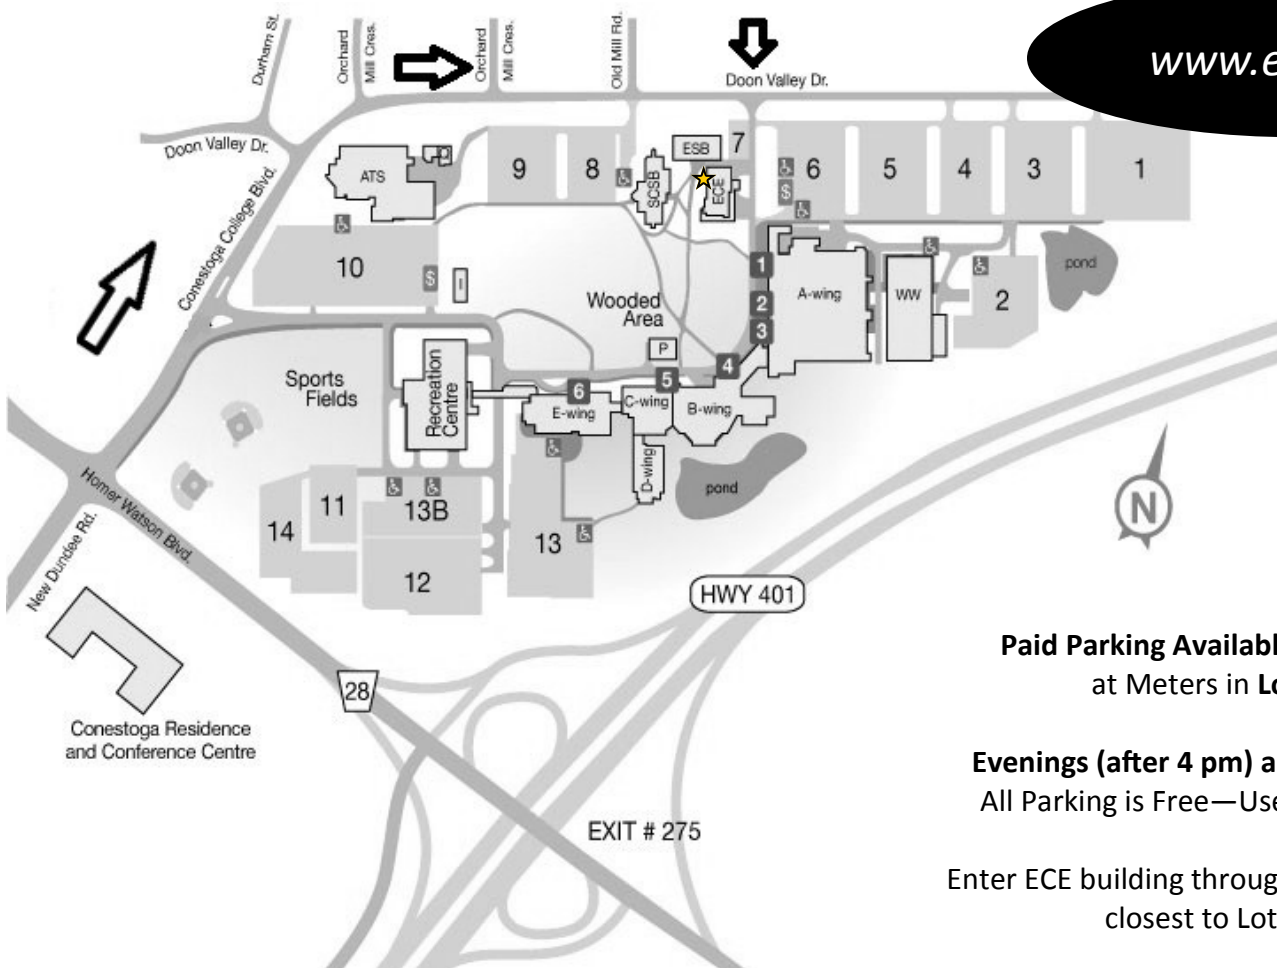 Durham St.
Orchard
Mill Cres.
Orchard
Mill Cres.
Old Mill Rd.
Doon Valley Dr.
www.e
Doon Valley Dr.
Conestoga College Blvd.
ATS
9
8
SCSB
ESB
ECE
7
6
$
5
4
3
1
10
$
I
Wooded
Area
1
2
3
A-wing
WW
2
pond
P
4
5
6
Sports
Fields
Recreation
Centre
E-wing
C-wing
B-wing
D-wing
pond
N
11
14
13B
12
13
Homer Watson Blvd.
New Dundee Rd.
HWY 401
28
Conestoga Residence
and Conference Centre
EXIT # 275
Paid Parking Availabl
at Meters in Lo
Evenings (after 4 pm) a
All Parking is Free—Use
Enter ECE building throug
closest to Lot